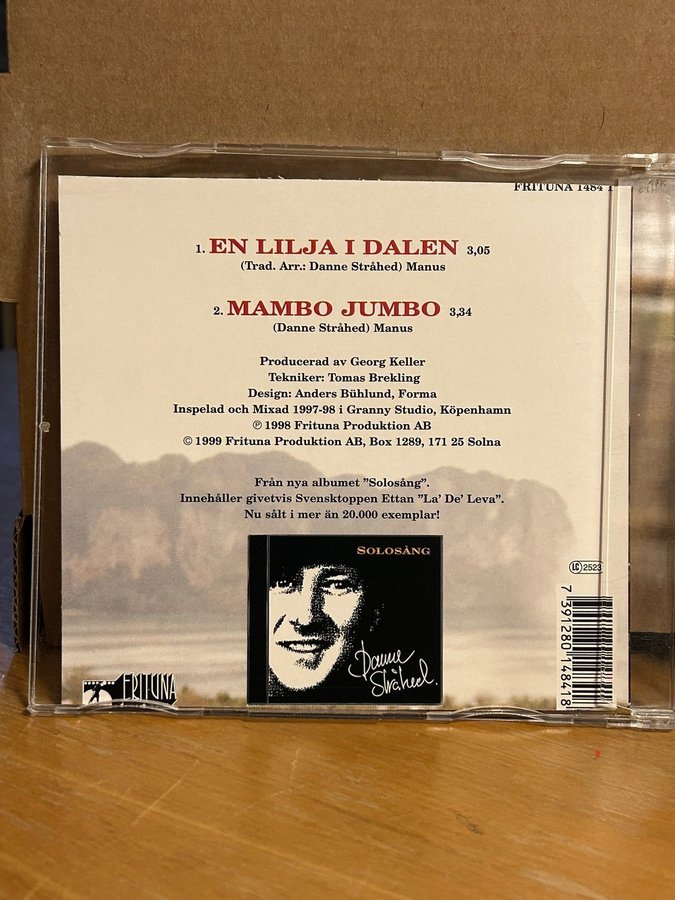 FRITUNA 1484 1
1. EN LILJA I DALEN 3,05
(Trad. Arr.: Danne Stråhed) Manus
2. MAMBO JUMBO 3,34
(Danne Stråhed) Manus
Producerad av Georg Keller
Tekniker: Tomas Brekling
Design: Anders Bühlund, Forma
Inspelad och Mixad 1997-98 i Granny Studio, Köpenhamn
℗ 1998 Frituna Produktion AB
© 1999 Frituna Produktion AB, Box 1289, 171 25 Solna
Från nya albumet ”Solosång”.
Innehåller givetvis Svensktoppen Ettan ”La’ De’ Leva”.
Nu sålt i mer än 20.000 exemplar!
SOLOSÅNG
Danne
Stråhed.
LC 2523
7 391280 148418
FRITUNA